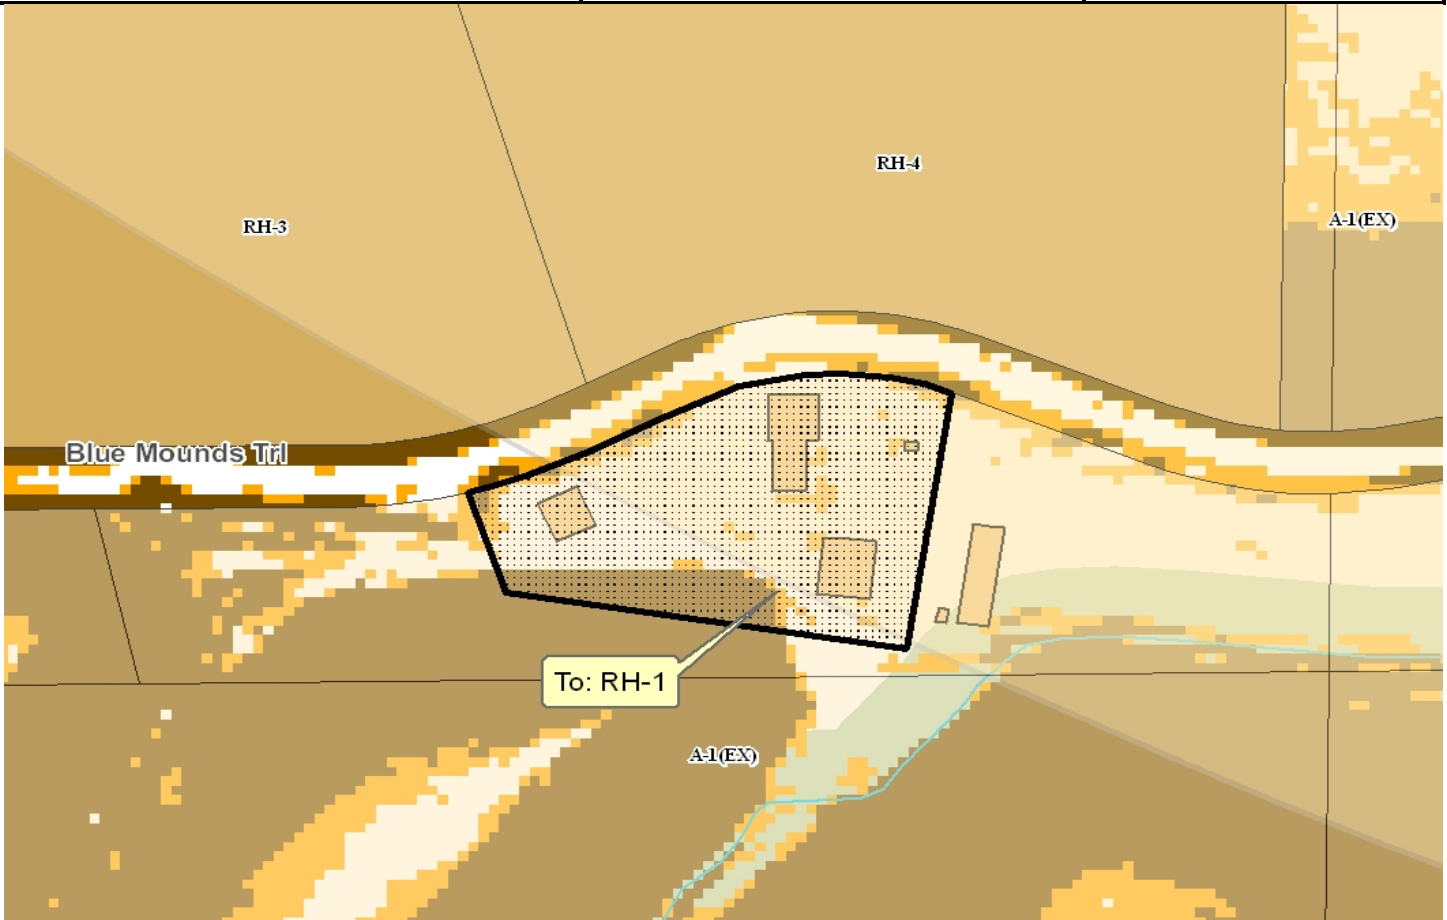 RH-4
A-1(EX)
RH-3
Blue Mounds Trl
To: RH-1
A-1(EX)